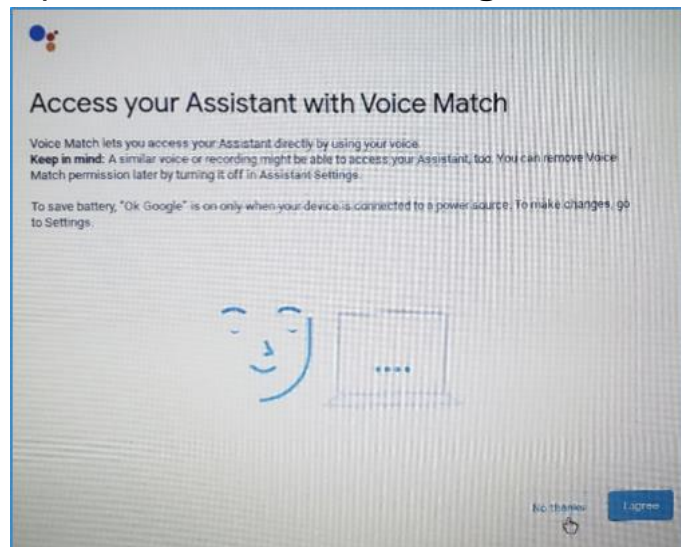 Access your Assistant with Voice Match
Voice Match lets you access your Assistant directly by using your voice.
Keep in mind: A similar voice or recording might be able to access your Assistant, too. You can remove Voice
Match permission later by turning it off in Assistant Settings.
To save battery, "Ok Google" is on only when your device is connected to a power source. To make changes, go
to Settings.
No thanks
I agree